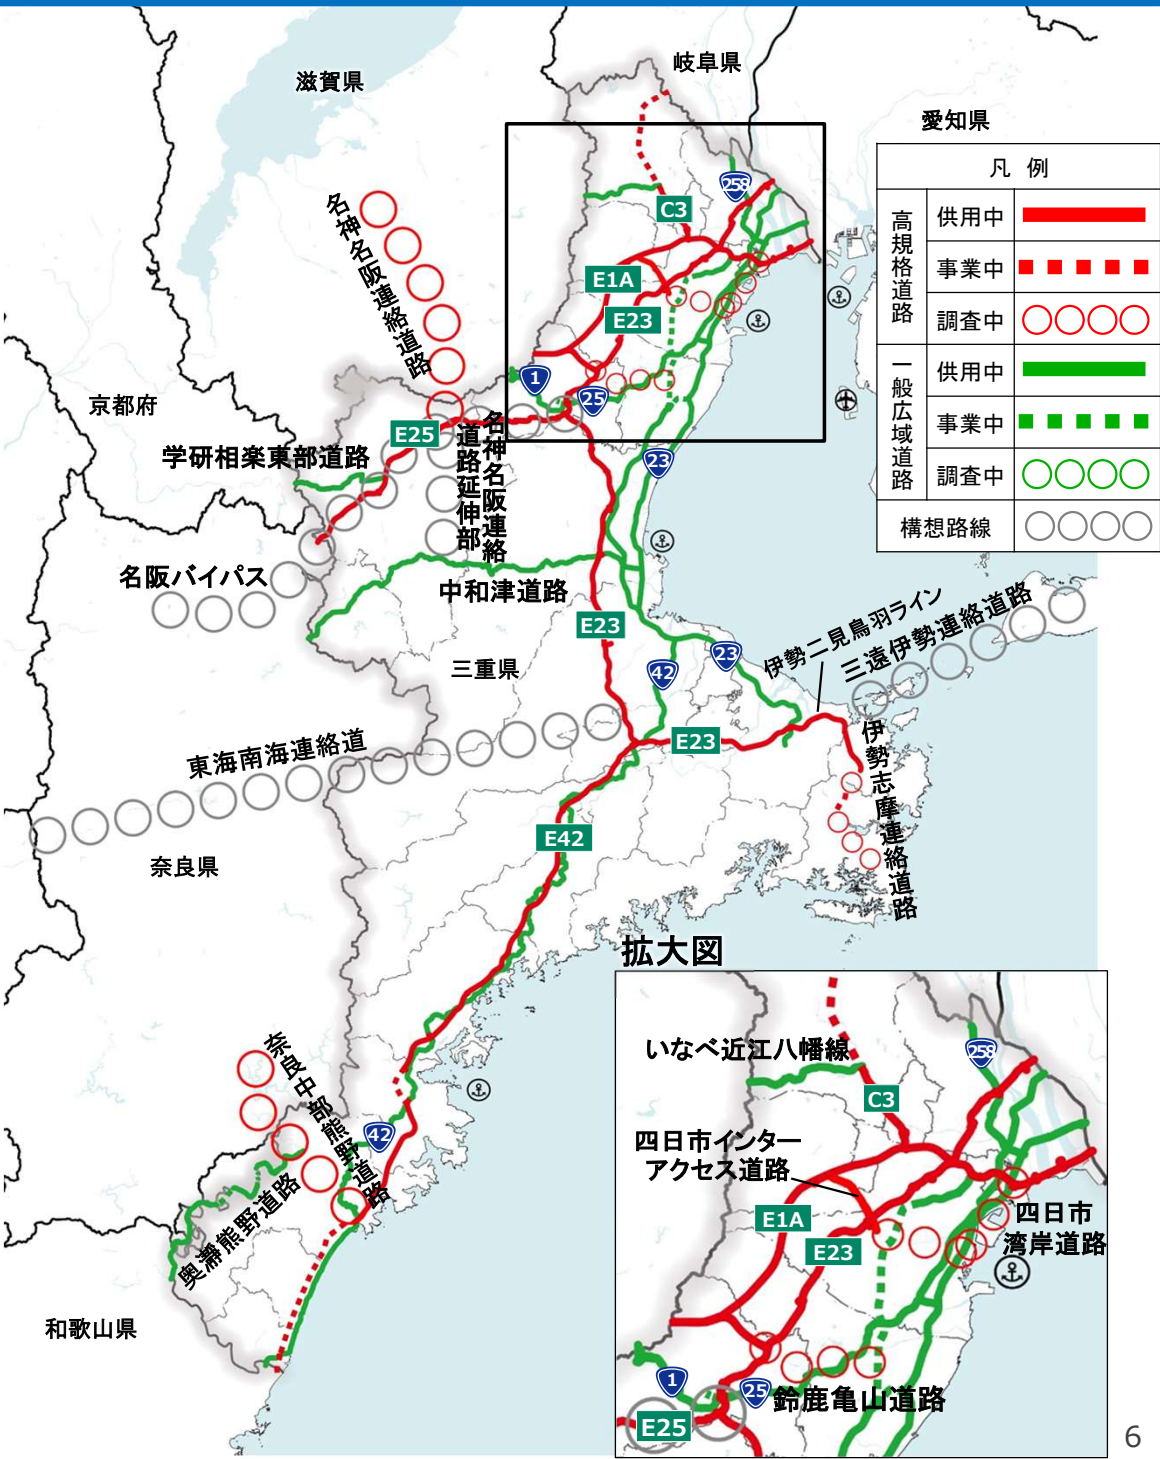 滋賀県
岐阜県
愛知県
凡 例
高規格道路
供用中
事業中
調査中
一般広域道路
供用中
事業中
調査中
構想路線
258
C3
名神名阪連絡道路
E1A
E23
1
25
京都府
E25
学研相楽東部道路
名神名阪連絡
道路延伸部
23
名阪バイパス
中和津道路
E23
三重県
42
23
伊勢二見鳥羽ライン
三遠伊勢連絡道路
東海南海連絡道
E23
伊勢志摩連絡道路
E42
奈良県
拡大図
奈良中部熊野道路
42
奥瀞熊野道路
和歌山県
いなべ近江八幡線
258
C3
四日市インター
アクセス道路
E1A
E23
四日市
湾岸道路
1
25
鈴鹿亀山道路
E25
6